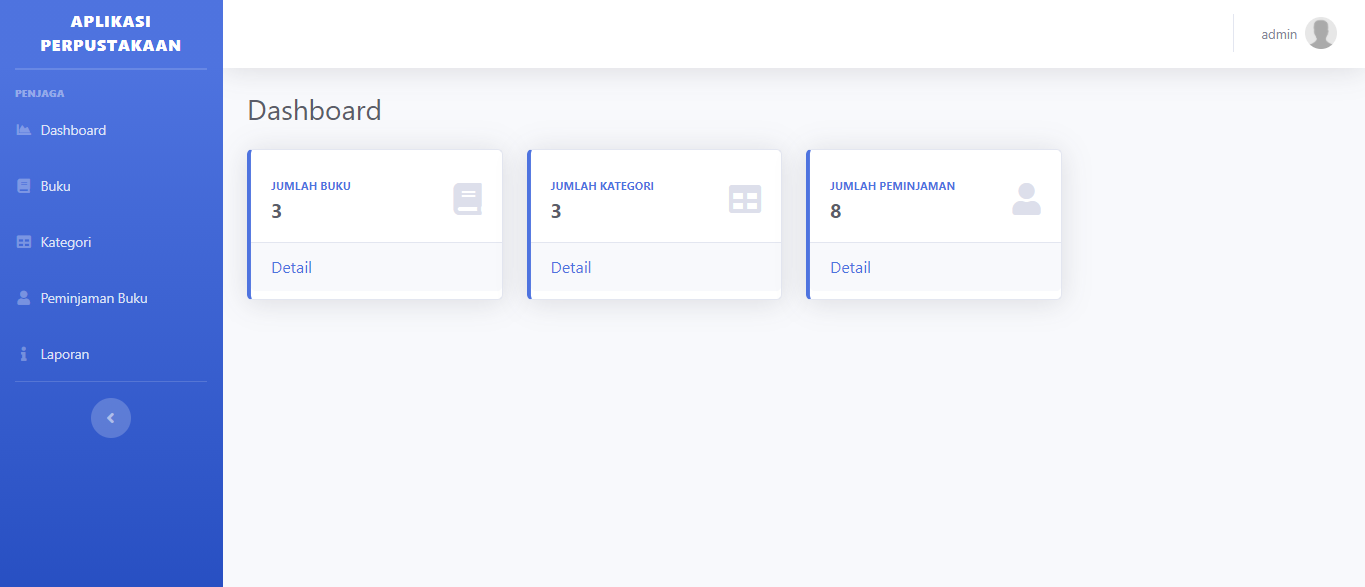 APLIKASI
PERPUSTAKAAN
PENJAGA
Dashboard
Buku
Kategori
Peminjaman Buku
Laporan
admin
Dashboard
JUMLAH BUKU
3
Detail
JUMLAH KATEGORI
3
Detail
JUMLAH PEMINJAMAN
8
Detail